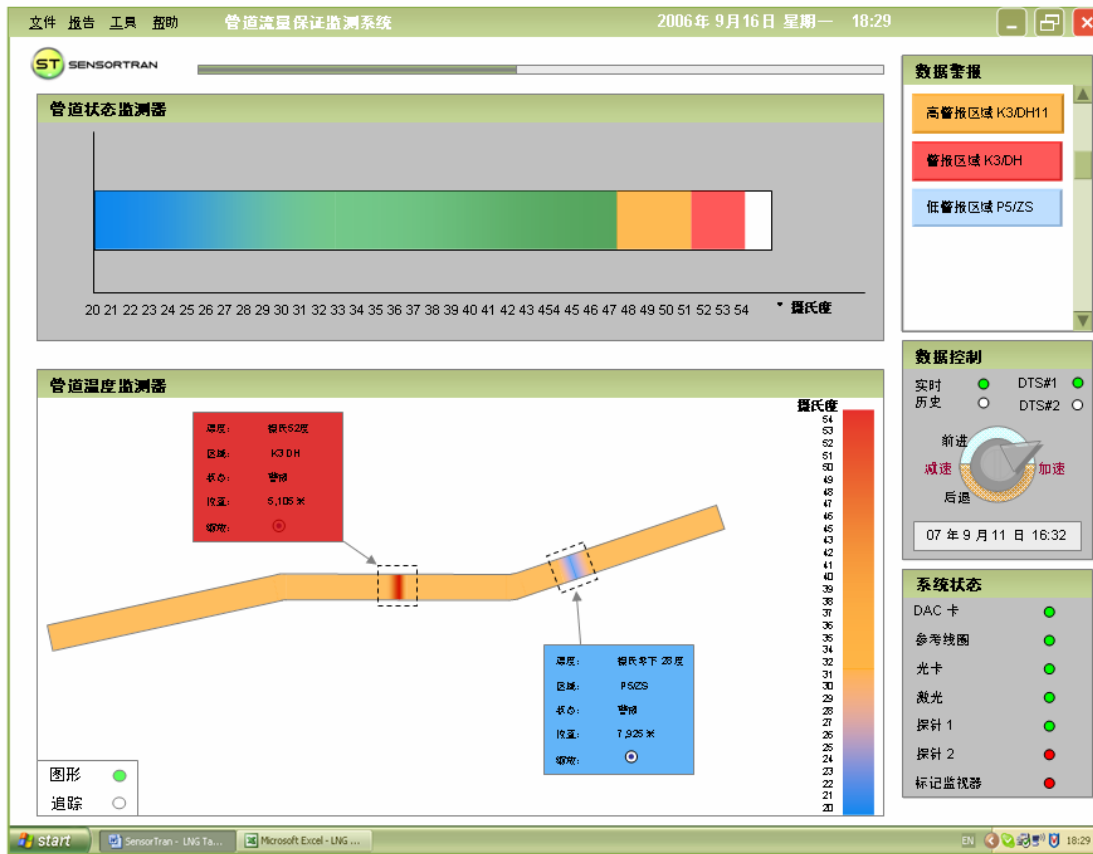 文件 报告 工具 帮助 管道流量保证监测系统 2006年 9月16日 星期一 18:29
ST SENSORTRAN
数据警报
高警报区域 K3/DH11
警报区域 K3/DH
低警报区域 P5/ZS
管道状态监测器
20 21 22 23 24 25 26 27 28 29 30 31 32 33 34 35 36 37 38 39 40 41 42 43 454 45 46 47 48 49 50 51 52 53 54 * 摄氏度
数据控制
实时 DTS#1
历史 DTS#2
前进
减速 加速
后退
07 年 9 月 11 日 16:32
管道温度监测器
摄氏度
54
53
52
51
50
49
48
47
46
45
43
42
41
40
39
38
37
36
35
34
32
31
30
29
28
27
26
25
24
23
22
21
20
温度: 摄氏52度
区域: K3 DH
状态: 警报
位置: 5,105 米
缩放:
温度: 摄氏零下 28 度
区域: P5/ZS
状态: 警报
位置: 7,925 米
缩放:
图形
追踪
系统状态
DAC 卡
参考线圈
光卡
激光
探针 1
探针 2
标记监视器
start SensorTran - LNG Ta... Microsoft Excel - LNG ... EN 18:29